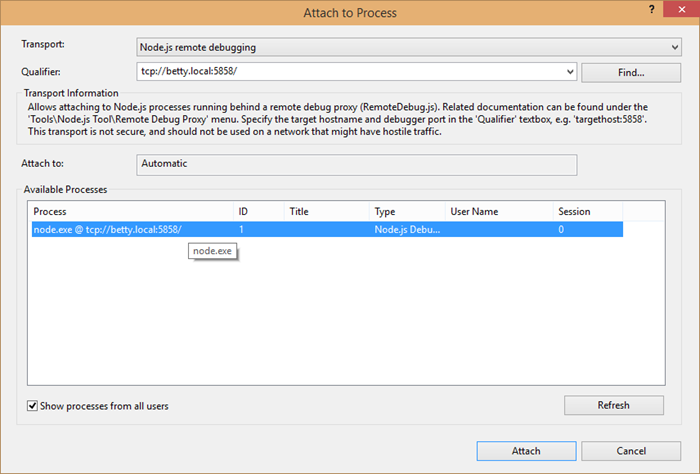 Attach to Process
?
Transport:
Node.js remote debugging
Qualifier:
tcp://betty.local:5858/
Find...
Transport Information
Allows attaching to Node.js processes running behind a remote debug proxy (RemoteDebug.js). Related documentation can be found under the
'Tools\Node.js Tool\Remote Debug Proxy' menu. Specify the target hostname and debugger port in the 'Qualifier' textbox, e.g. 'targethost:5858'.
This transport is not secure, and should not be used on a network that might have hostile traffic.
Attach to:
Automatic
Available Processes
Process ID Title Type User Name Session
node.exe @ tcp://betty.local:5858/ 1 Node.js Debu... 0
node.exe
Show processes from all users
Refresh
Attach
Cancel